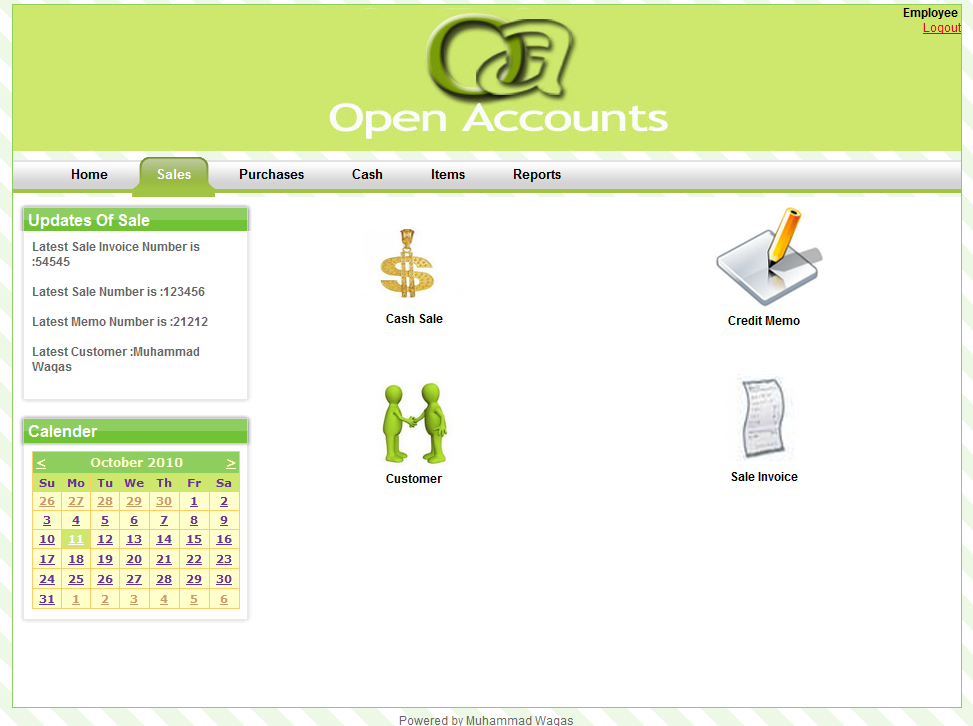 Employee
Logout
Oa
Open Accounts
Home Sales Purchases Cash Items Reports
Updates Of Sale
Latest Sale Invoice Number is
:54545
Latest Sale Number is :123456
Latest Memo Number is :21212
Latest Customer :Muhammad
Waqas
Cash Sale
Credit Memo
Customer
Sale Invoice
Calender
< October 2010 >
Su Mo Tu We Th Fr Sa
26 27 28 29 30 1 2
3 4 5 6 7 8 9
10 11 12 13 14 15 16
17 18 19 20 21 22 23
24 25 26 27 28 29 30
31 1 2 3 4 5 6
Powered by Muhammad Waqas